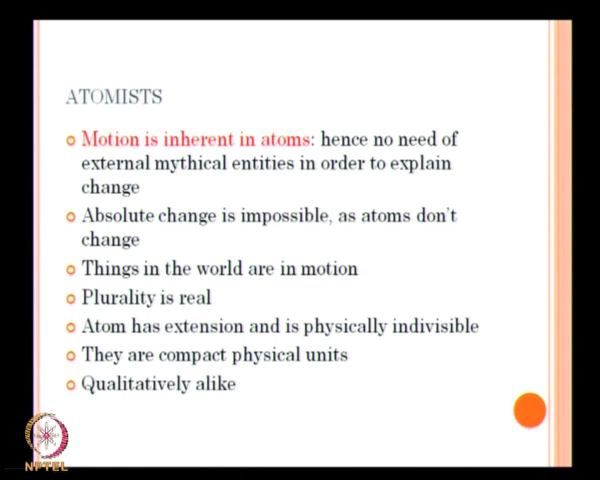 ATOMISTS
Motion is inherent in atoms: hence no need of
external mythical entities in order to explain
change
Absolute change is impossible, as atoms don't
change
Things in the world are in motion
Plurality is real
Atom has extension and is physically indivisible
They are compact physical units
Qualitatively alike
NPTEL